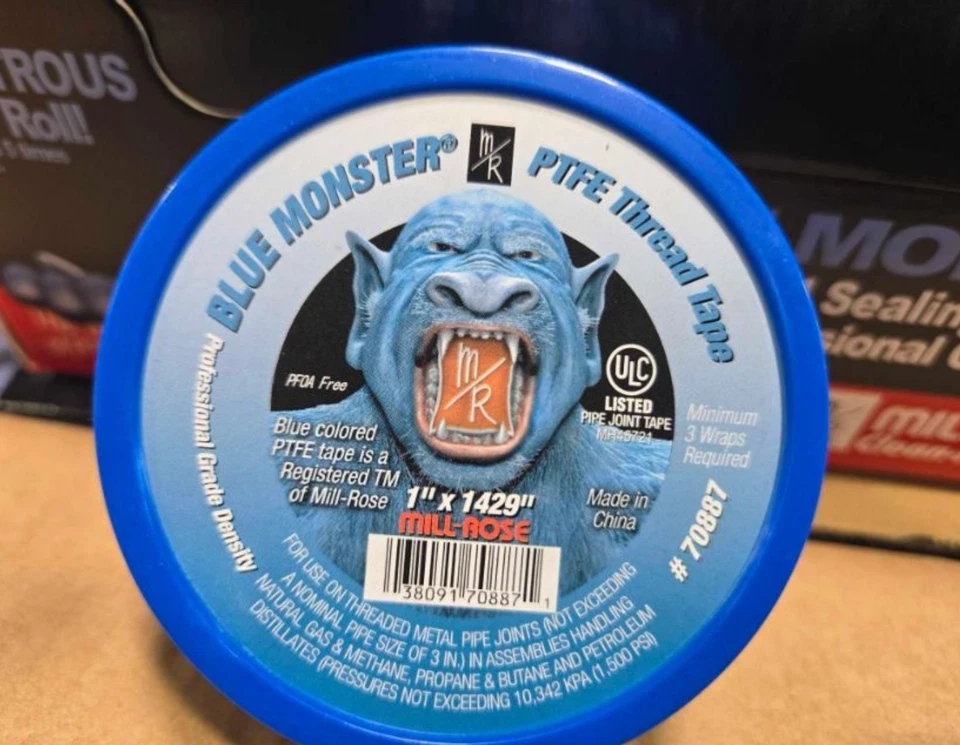 TROUS
Roll!
BLUE MONSTER®
m/R
PTFE Thread Tape
Professional Grade Density
PFOA Free
m/R
ULC
LISTED
PIPE JOINT TAPE
MH45721
Blue colored
PTFE tape is a
Registered TM
of Mill-Rose
Minimum
3 Wraps
Required
1" x 1429"
MILL-ROSE
Made in
China
# 70887
38091 70887 1
FOR USE ON THREADED METAL PIPE JOINTS (NOT EXCEEDING
A NOMINAL PIPE SIZE OF 3 IN.) IN ASSEMBLIES HANDLING
NATURAL GAS & METHANE, PROPANE & BUTANE AND PETROLEUM
DISTILLATES (PRESSURES NOT EXCEEDING 10,342 KPA (1,500 PSI)
MO
Sealin
sional